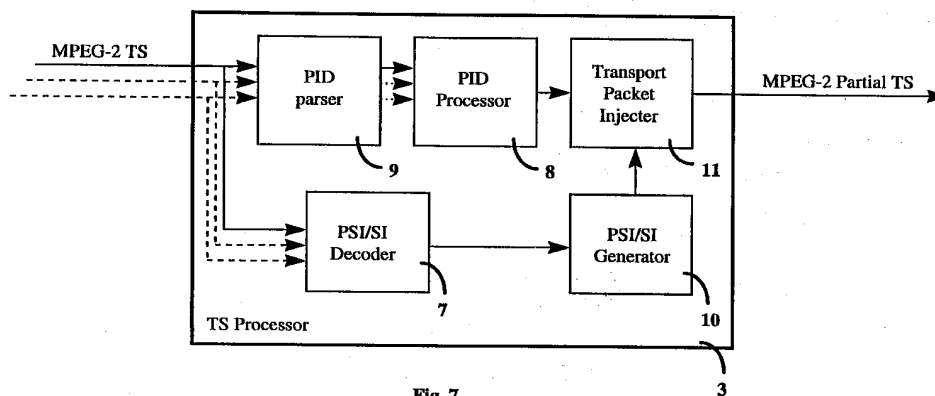 MPEG-2 TS
PID
parser
9
PID
Processor
8
Transport
Packet
Injecter
11
MPEG-2 Partial TS
PSI/SI
Decoder
7
PSI/SI
Generator
10
TS Processor
3
Fig. 7